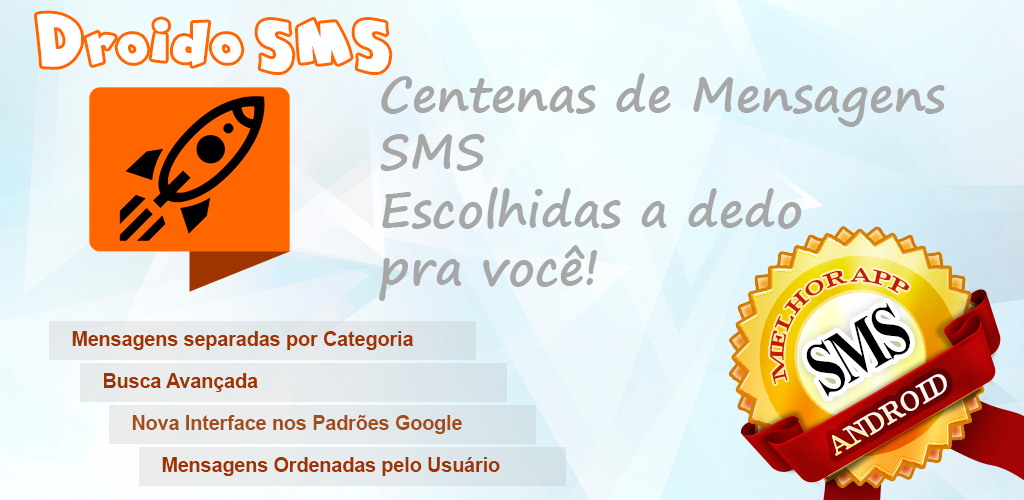 Droido SMS
Centenas de Mensagens
SMS
Escolhidas a dedo
pra você!
Mensagens separadas por Categoria
Busca Avançada
Nova Interface nos Padrões Google
Mensagens Ordenadas pelo Usuário
MELHOR APP
SMS
ANDROID